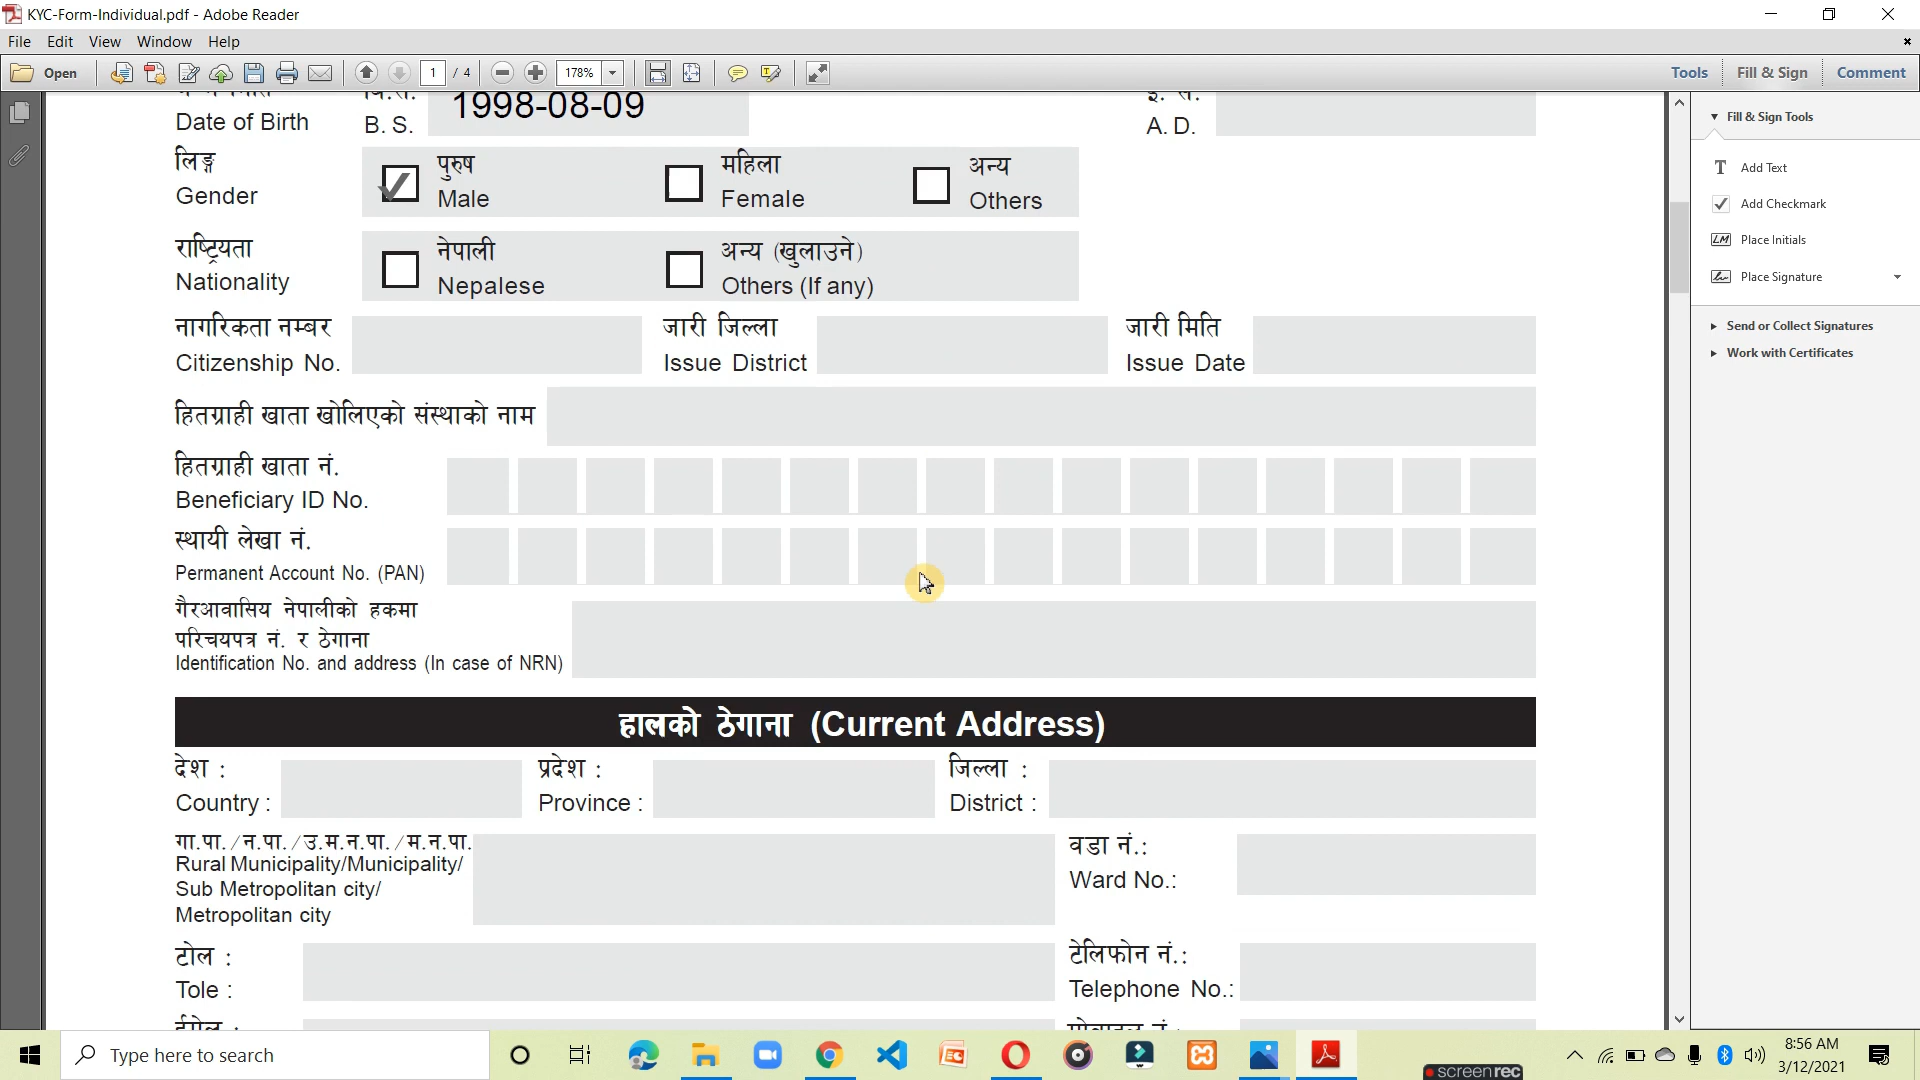 KYC-Form-Individual.pdf - Adobe Reader
File Edit View Window Help
Open 1 / 4 178% Tools Fill & Sign Comment
1998-08-09
Date of Birth B. S. A. D.
लिङ्ग पुरुष महिला अन्य
Gender Male Female Others
राष्ट्रियता नेपाली अन्य (खुलाउने)
Nationality Nepalese Others (If any)
नागरिकता नम्बर जारी जिल्ला जारी मिति
Citizenship No. Issue District Issue Date
हितग्राही खाता खोलिएको संस्थाको नाम
हितग्राही खाता नं.
Beneficiary ID No.
स्थायी लेखा नं.
Permanent Account No. (PAN)
गैरआवासिय नेपालीको हकमा
परिचयपत्र नं. र ठेगाना
Identification No. and address (In case of NRN)
हालको ठेगाना (Current Address)
देश : प्रदेश : जिल्ला :
Country : Province : District :
गा.पा./न.पा./उ.म.न.पा./म.न.पा. वडा नं.:
Rural Municipality/Municipality/
Sub Metropolitan city/ Ward No.:
Metropolitan city
टोल : टेलिफोन नं.:
Tole : Telephone No.:
Fill & Sign Tools
T Add Text
Add Checkmark
LM Place Initials
Place Signature
Send or Collect Signatures
Work with Certificates
Type here to search
8:56 AM
3/12/2021
screenrec